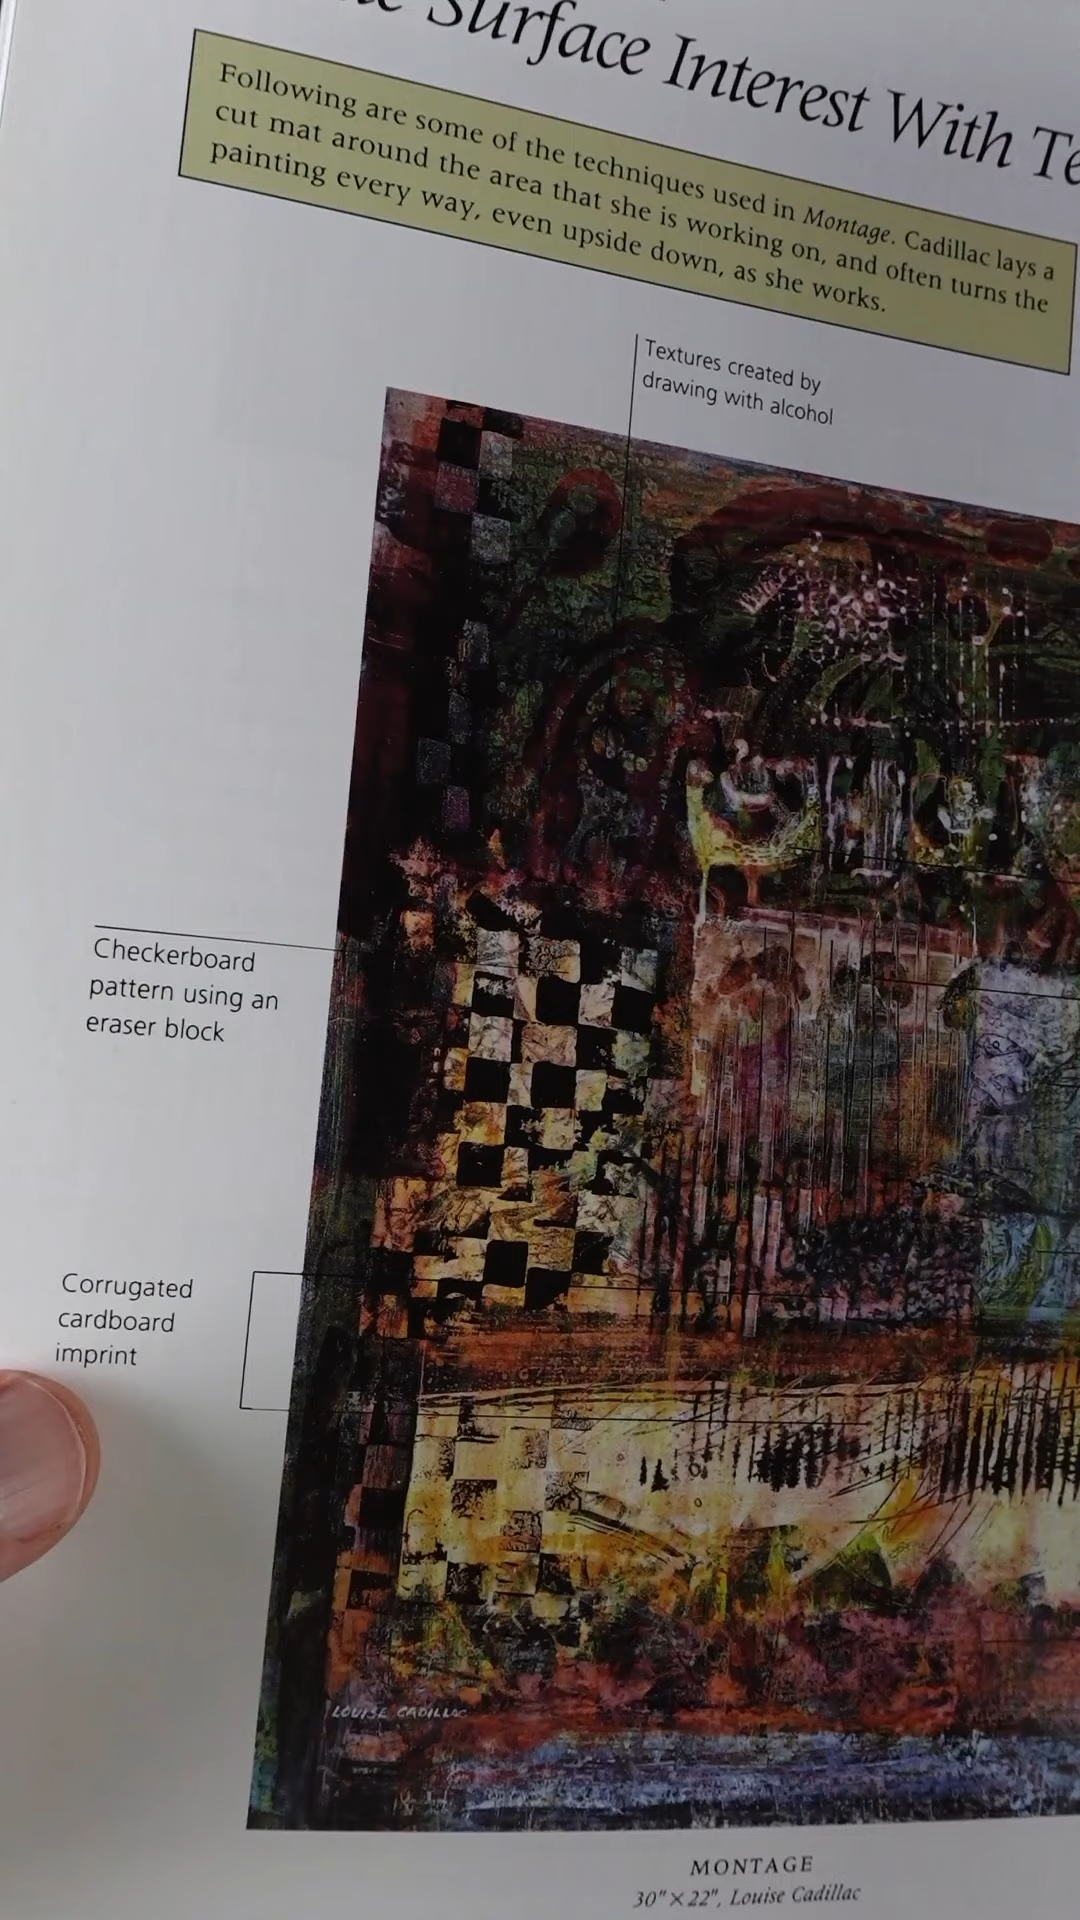 Surface Interest With
Following are some of the techniques used in Montage. Cadillac lays a
cut mat around the area that she is working on, and often turns the
painting every way, even upside down, as she works.
Textures created by
drawing with alcohol
Checkerboard
pattern using an
eraser block
Corrugated
cardboard
imprint
LOUISE CADILLAC
MONTAGE
30" × 22", Louise Cadillac